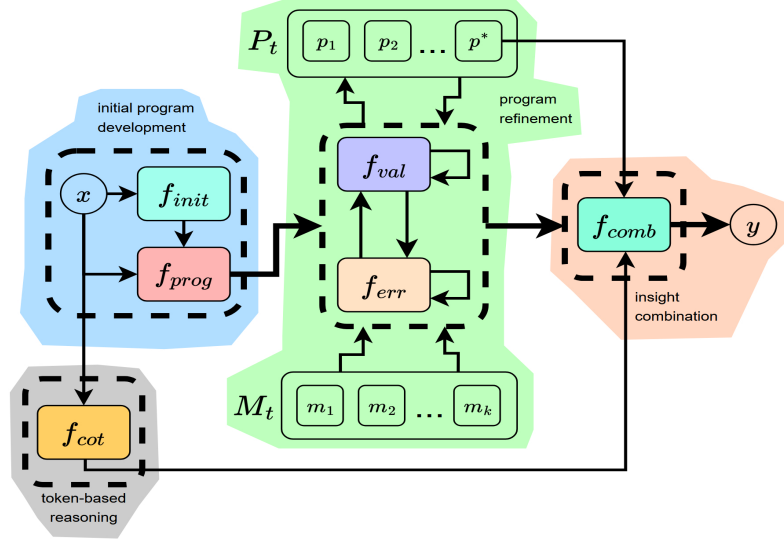 P_t
p_1 p_2 ... p*
initial program
development
program
refinement
x
f_init
f_val
f_prog
f_comb
y
f_err
insight
combination
M_t
m_1 m_2 ... m_k
f_cot
token-based
reasoning